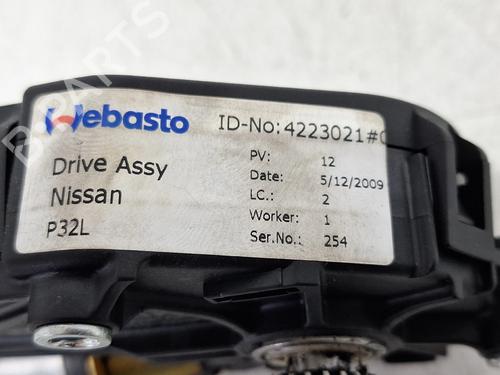 Webasto
ID-No: 4223021#
Drive Assy
Nissan
P32L
PV: 12
Date: 5/12/2009
LC.: 2
Worker: 1
Ser.No.: 254
B-PARTS